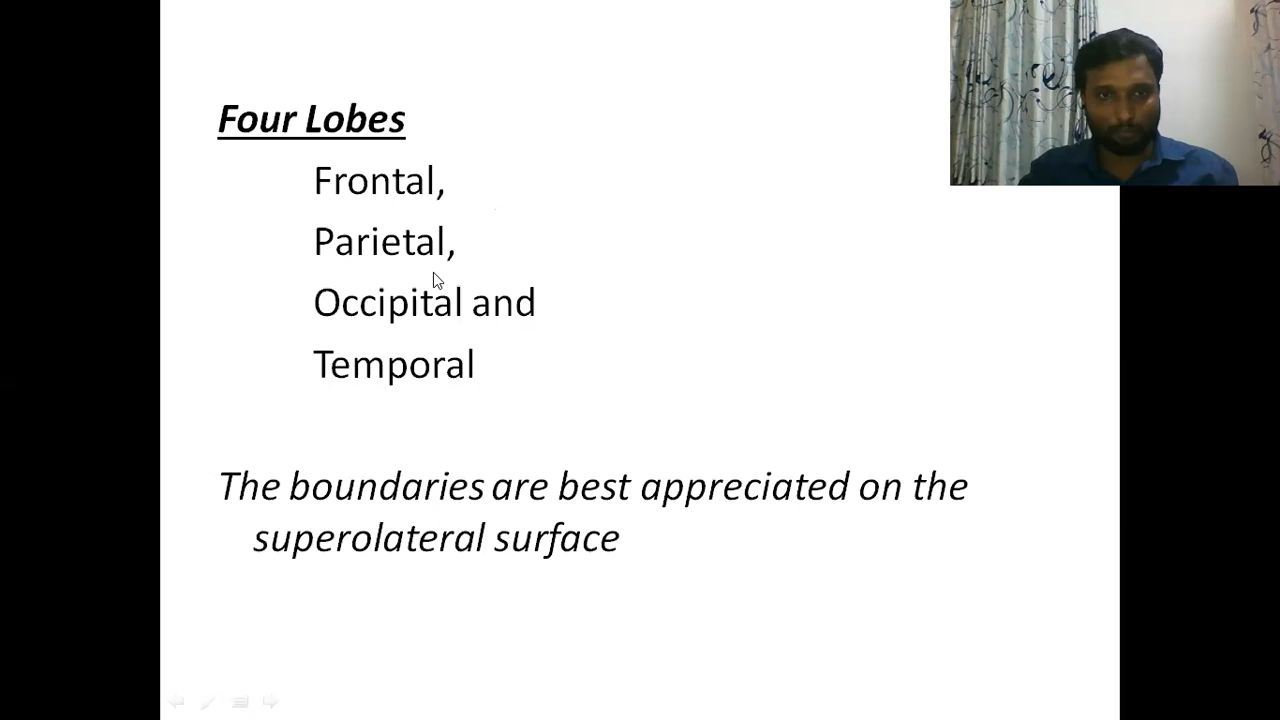 Four Lobes
Frontal,
Parietal,
Occipital and
Temporal
The boundaries are best appreciated on the
superolateral surface